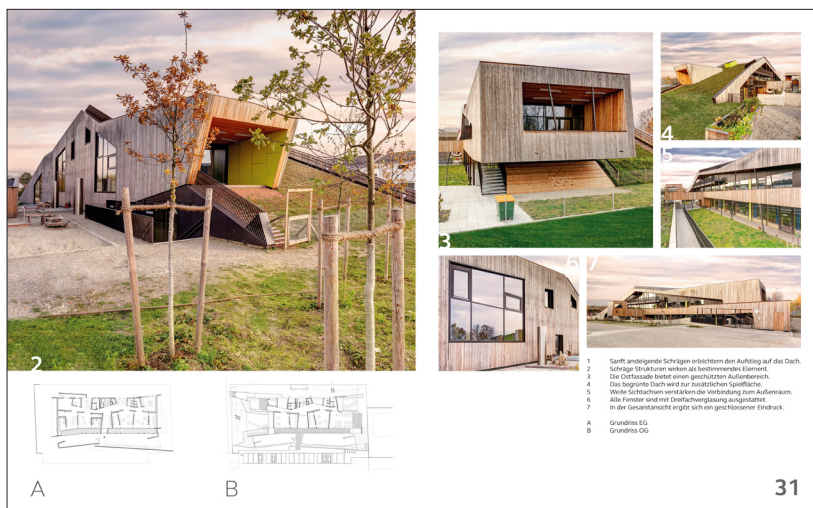 2
3
4
5
6
7
1 Sanft ansteigende Schrägen erleichtern den Aufstieg auf das Dach.
2 Schräge Strukturen wirken als bestimmendes Element.
3 Die Ostfassade bietet einen geschützten Außenbereich.
4 Das begrünte Dach wird zur zusätzlichen Spielfläche.
5 Weite Sichtachsen verstärken die Verbindung zum Außenraum.
6 Alle Fenster sind mit Dreifachverglasung ausgestattet.
7 In der Gesamtansicht ergibt sich ein geschlossener Eindruck.
A Grundriss EG
B Grundriss OG
A
B
31